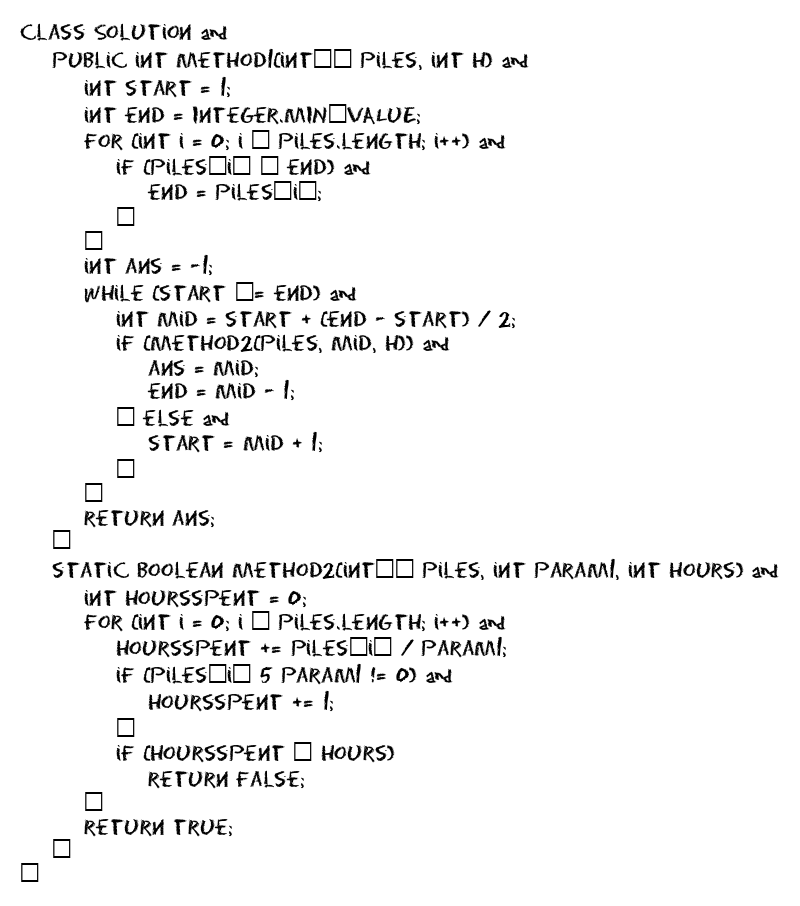 CLASS SOLUTION and
PUBLIC INT METHOD1(INT□□ PILES, INT H) and
INT START = 1;
INT END = INTEGER.MIN□VALUE;
FOR (INT I = 0; I □ PILES.LENGTH; I++) and
IF (PILES□I□ □ END) and
END = PILES□I□;
□
□
INT ANS = -1;
WHILE (START □= END) and
INT MID = START + (END - START) / 2;
IF (METHOD2(PILES, MID, H)) and
ANS = MID;
END = MID - 1;
□ ELSE and
START = MID + 1;
□
□
RETURN ANS;
□
STATIC BOOLEAN METHOD2(INT□□ PILES, INT PARAM1, INT HOURS) and
INT HOURSSPENT = 0;
FOR (INT I = 0; I □ PILES.LENGTH; I++) and
HOURSSPENT += PILES□I□ / PARAM1;
IF (PILES□I□ 5 PARAM1 != 0) and
HOURSSPENT += 1;
□
IF (HOURSSPENT □ HOURS)
RETURN FALSE;
□
RETURN TRUE;
□
□